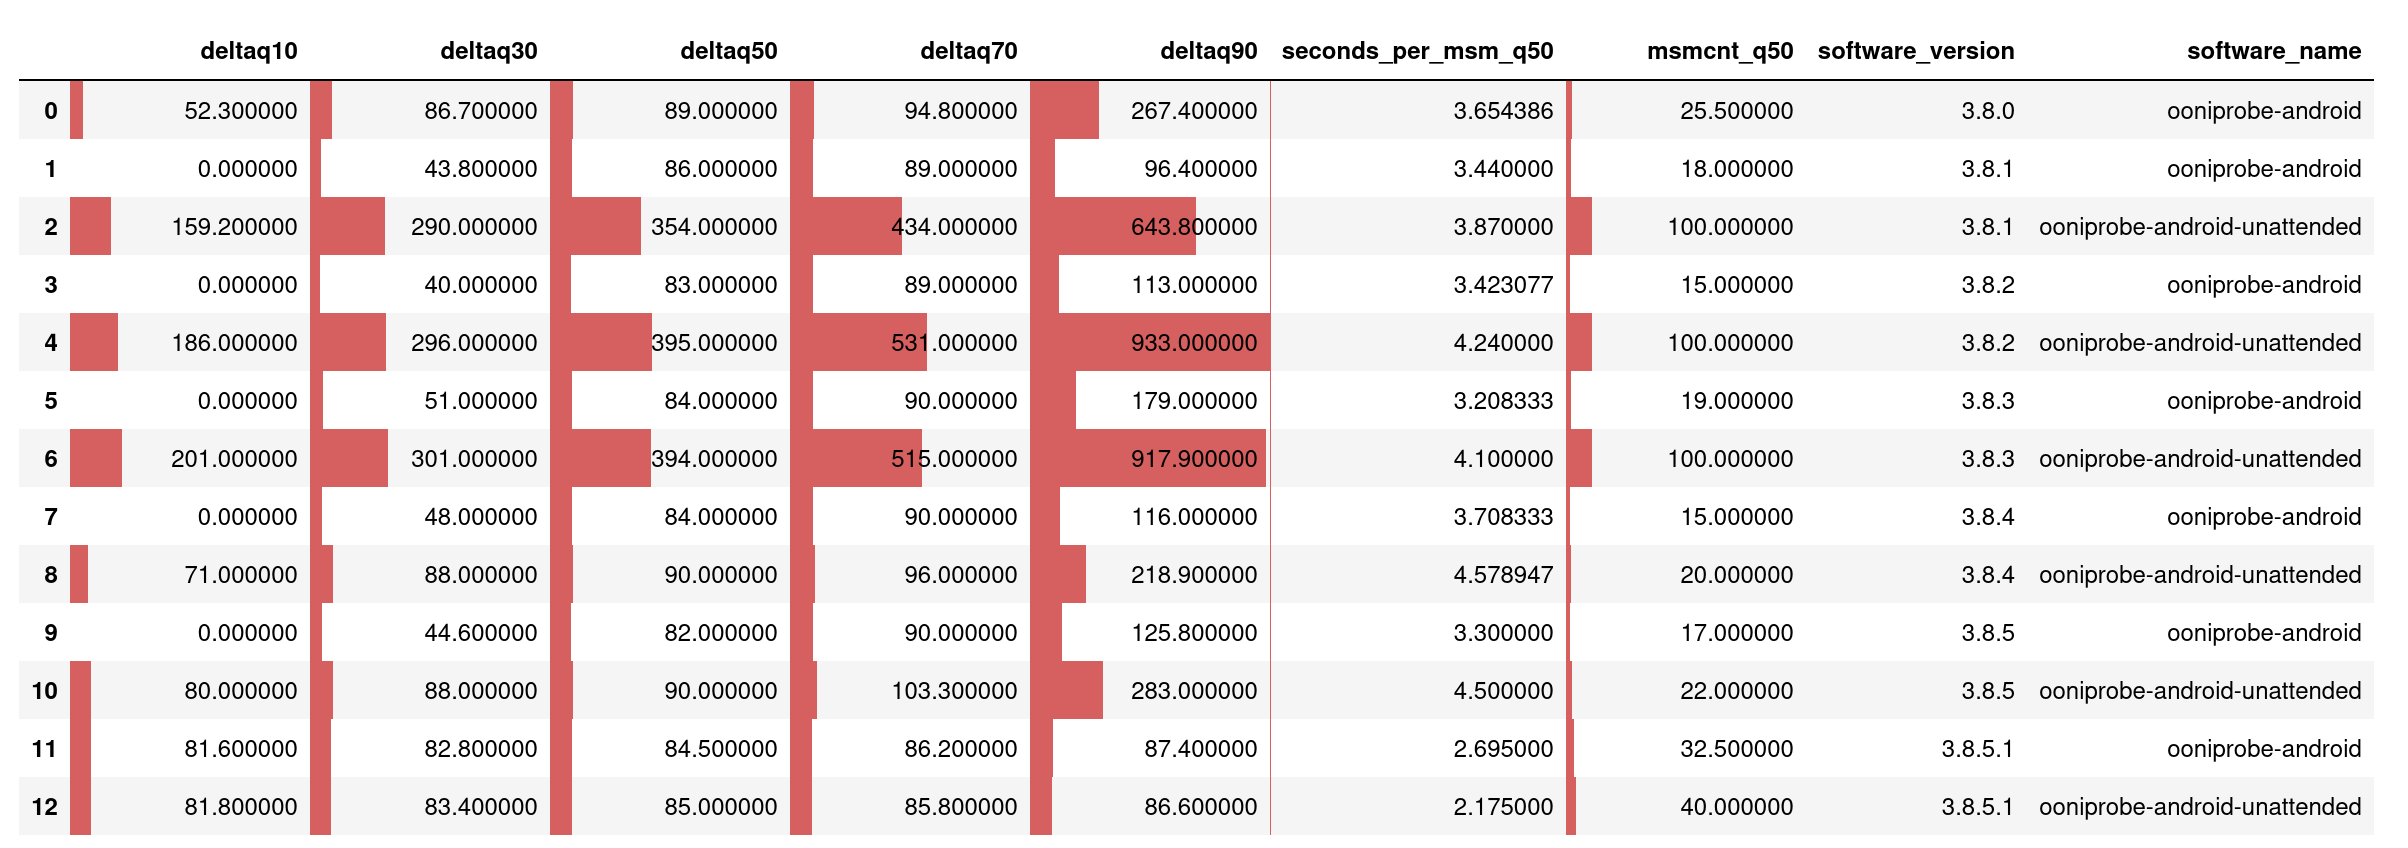 deltaq10 deltaq30 deltaq50 deltaq70 deltaq90 seconds_per_msm_q50 msmcnt_q50 software_version software_name
0 52.300000 86.700000 89.000000 94.800000 267.400000 3.654386 25.500000 3.8.0 ooniprobe-android
1 0.000000 43.800000 86.000000 89.000000 96.400000 3.440000 18.000000 3.8.1 ooniprobe-android
2 159.200000 290.000000 354.000000 434.000000 643.800000 3.870000 100.000000 3.8.1 ooniprobe-android-unattended
3 0.000000 40.000000 83.000000 89.000000 113.000000 3.423077 15.000000 3.8.2 ooniprobe-android
4 186.000000 296.000000 395.000000 531.000000 933.000000 4.240000 100.000000 3.8.2 ooniprobe-android-unattended
5 0.000000 51.000000 84.000000 90.000000 179.000000 3.208333 19.000000 3.8.3 ooniprobe-android
6 201.000000 301.000000 394.000000 515.000000 917.900000 4.100000 100.000000 3.8.3 ooniprobe-android-unattended
7 0.000000 48.000000 84.000000 90.000000 116.000000 3.708333 15.000000 3.8.4 ooniprobe-android
8 71.000000 88.000000 90.000000 96.000000 218.900000 4.578947 20.000000 3.8.4 ooniprobe-android-unattended
9 0.000000 44.600000 82.000000 90.000000 125.800000 3.300000 17.000000 3.8.5 ooniprobe-android
10 80.000000 88.000000 90.000000 103.300000 283.000000 4.500000 22.000000 3.8.5 ooniprobe-android-unattended
11 81.600000 82.800000 84.500000 86.200000 87.400000 2.695000 32.500000 3.8.5.1 ooniprobe-android
12 81.800000 83.400000 85.000000 85.800000 86.600000 2.175000 40.000000 3.8.5.1 ooniprobe-android-unattended